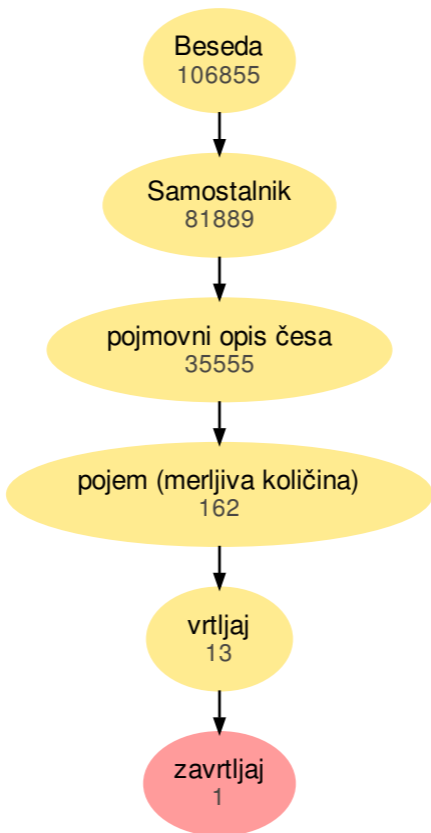 Beseda
106855
Samostalnik
81889
pojmovni opis česa
35555
pojem (merljiva količina)
162
vrtljaj
13
zavrtljaj
1